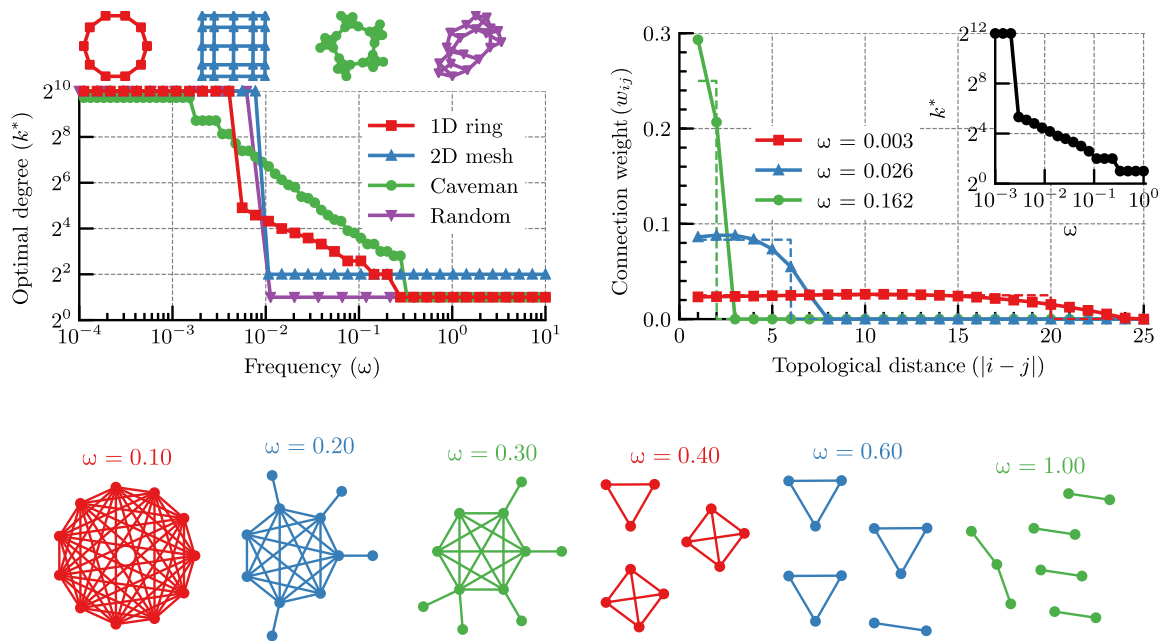 Optimal degree (k*)
2^10
2^8
2^6
2^4
2^2
2^0
10^−4
10^−3
10^−2
10^−1
10^0
10^1
Frequency (ω)
1D ring
2D mesh
Caveman
Random
Connection weight (w_ij)
0.3
0.2
0.1
0.0
0
5
10
15
20
25
Topological distance (|i − j|)
ω = 0.003
ω = 0.026
ω = 0.162
k*
2^12
2^8
2^4
2^0
10^−3
10^−2
10^−1
10^0
ω
ω = 0.10
ω = 0.20
ω = 0.30
ω = 0.40
ω = 0.60
ω = 1.00